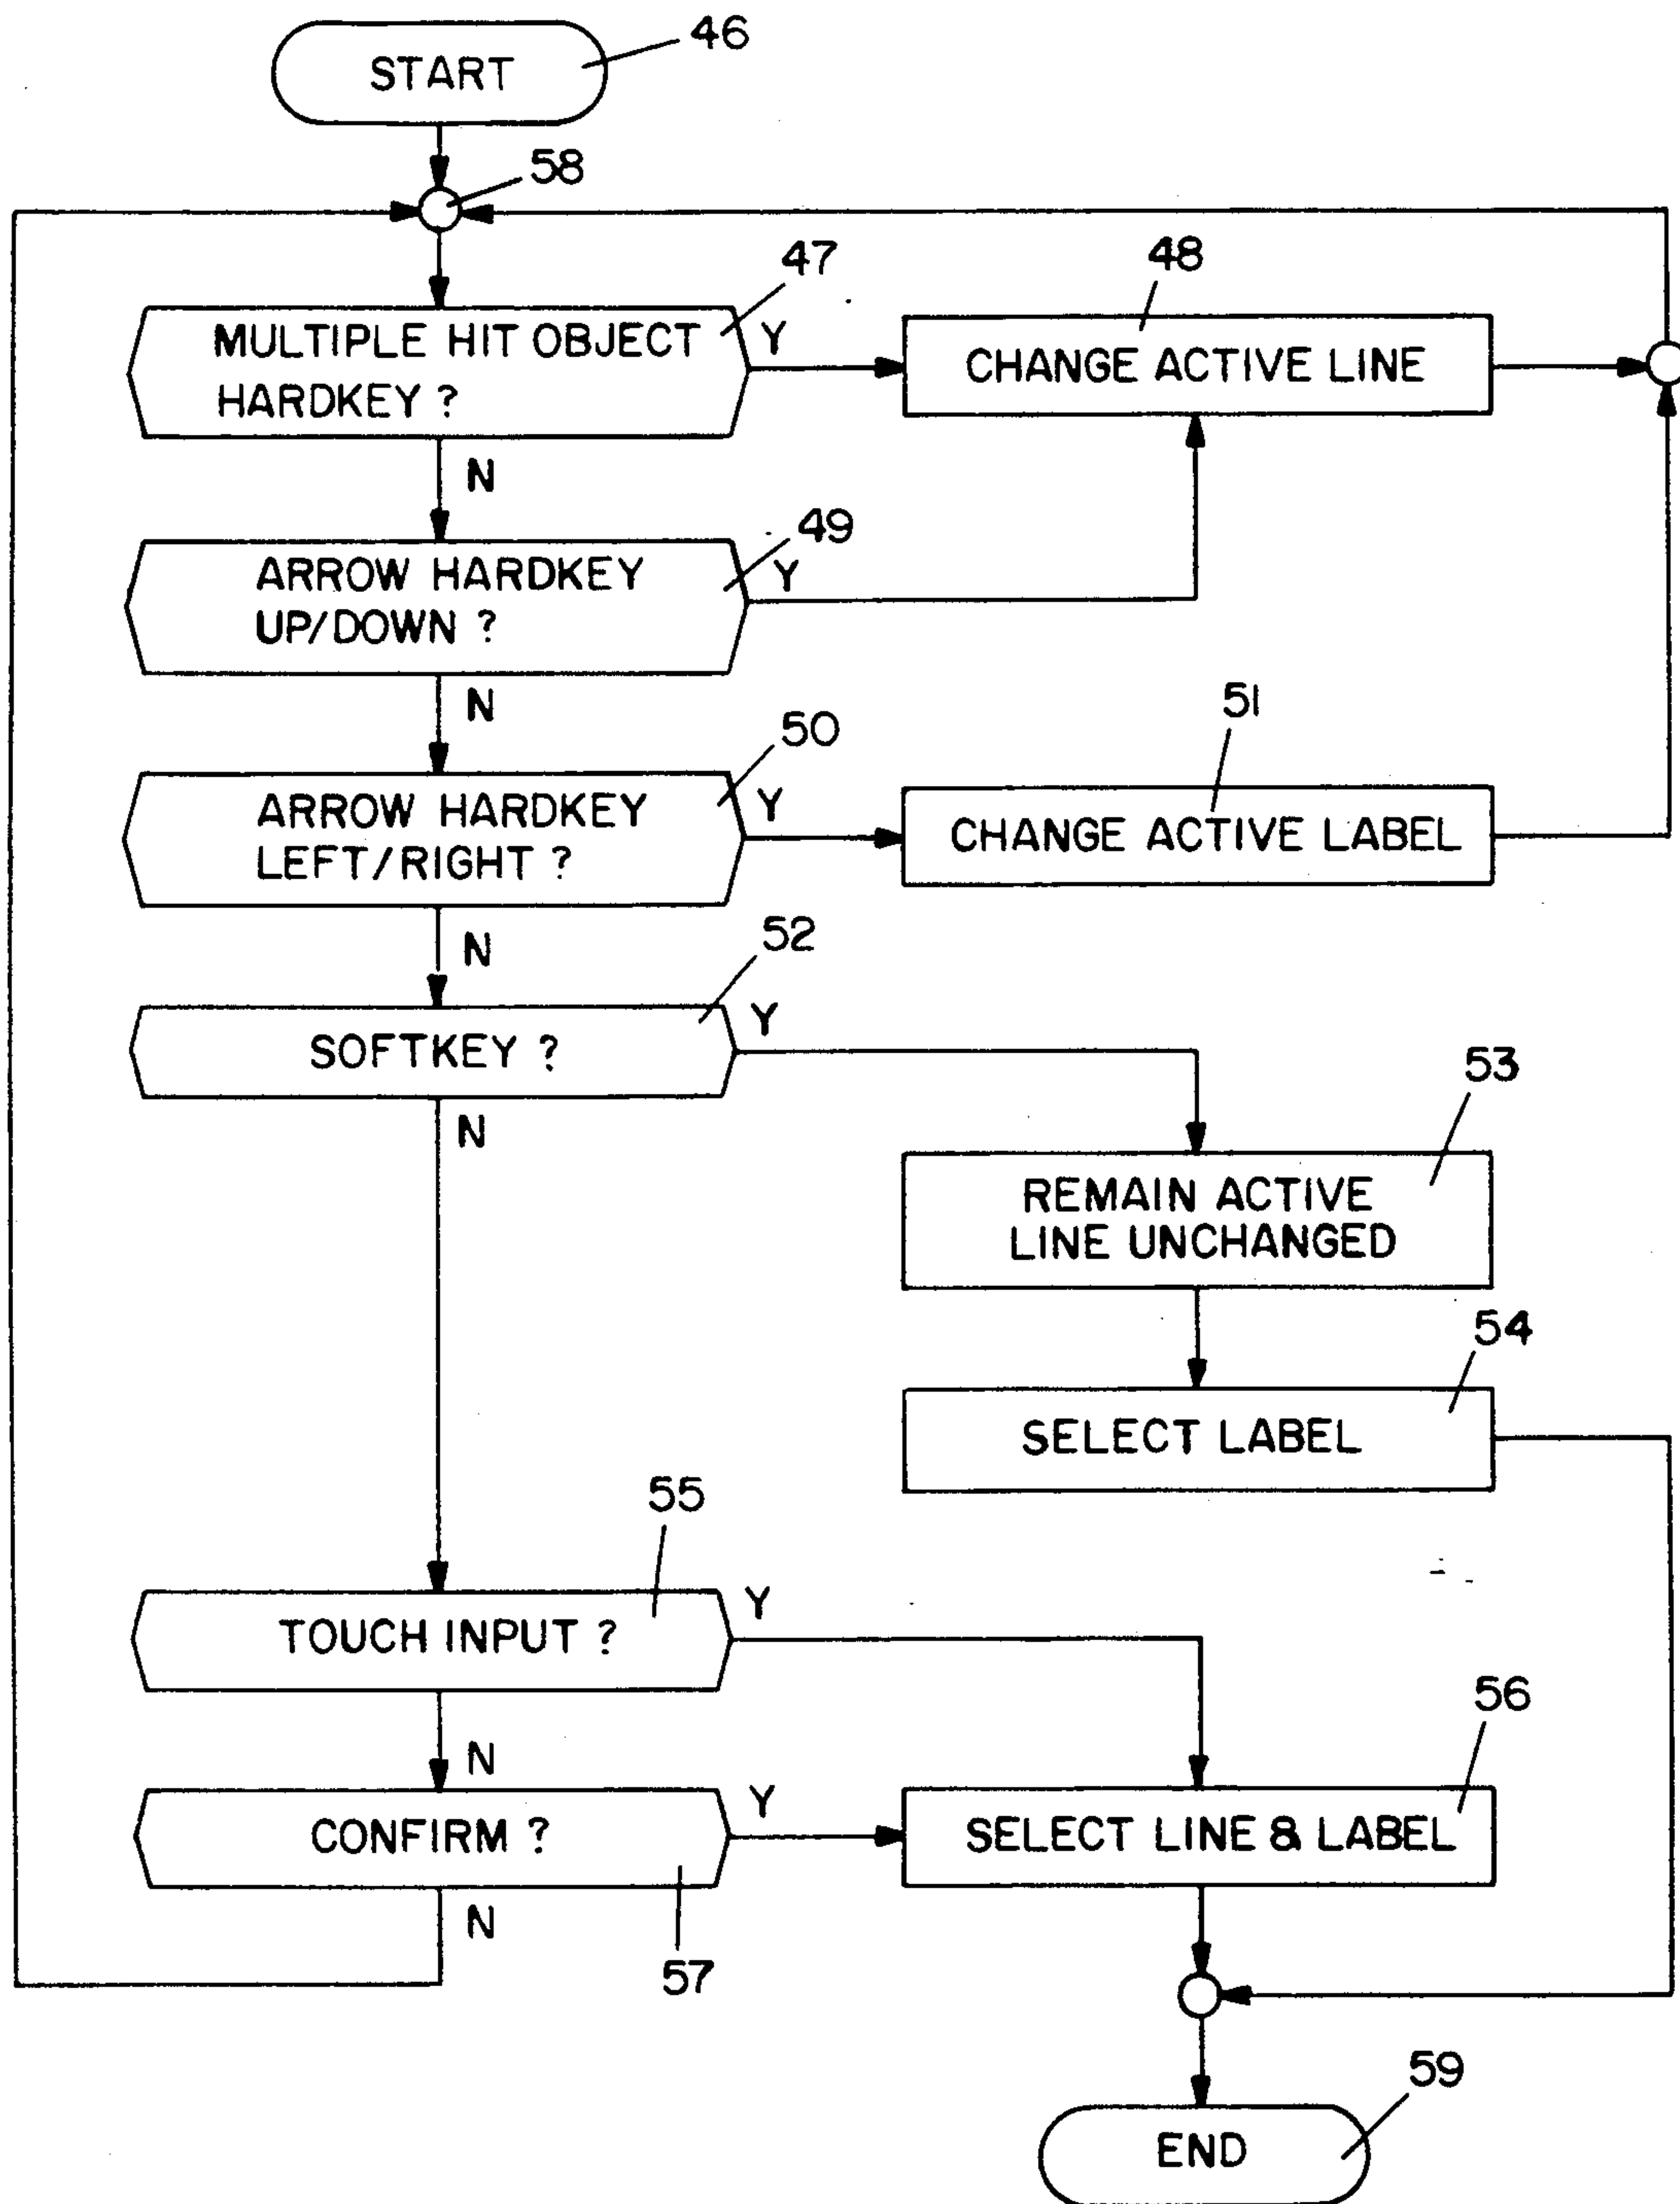 START
46
58
MULTIPLE HIT OBJECT
HARDKEY ?
47
Y
CHANGE ACTIVE LINE
48
N
ARROW HARDKEY
UP/DOWN ?
49
Y
N
ARROW HARDKEY
LEFT/RIGHT ?
50
Y
CHANGE ACTIVE LABEL
51
N
SOFTKEY ?
52
Y
N
REMAIN ACTIVE
LINE UNCHANGED
53
SELECT LABEL
54
TOUCH INPUT ?
55
Y
N
CONFIRM ?
57
Y
SELECT LINE & LABEL
56
N
END
59